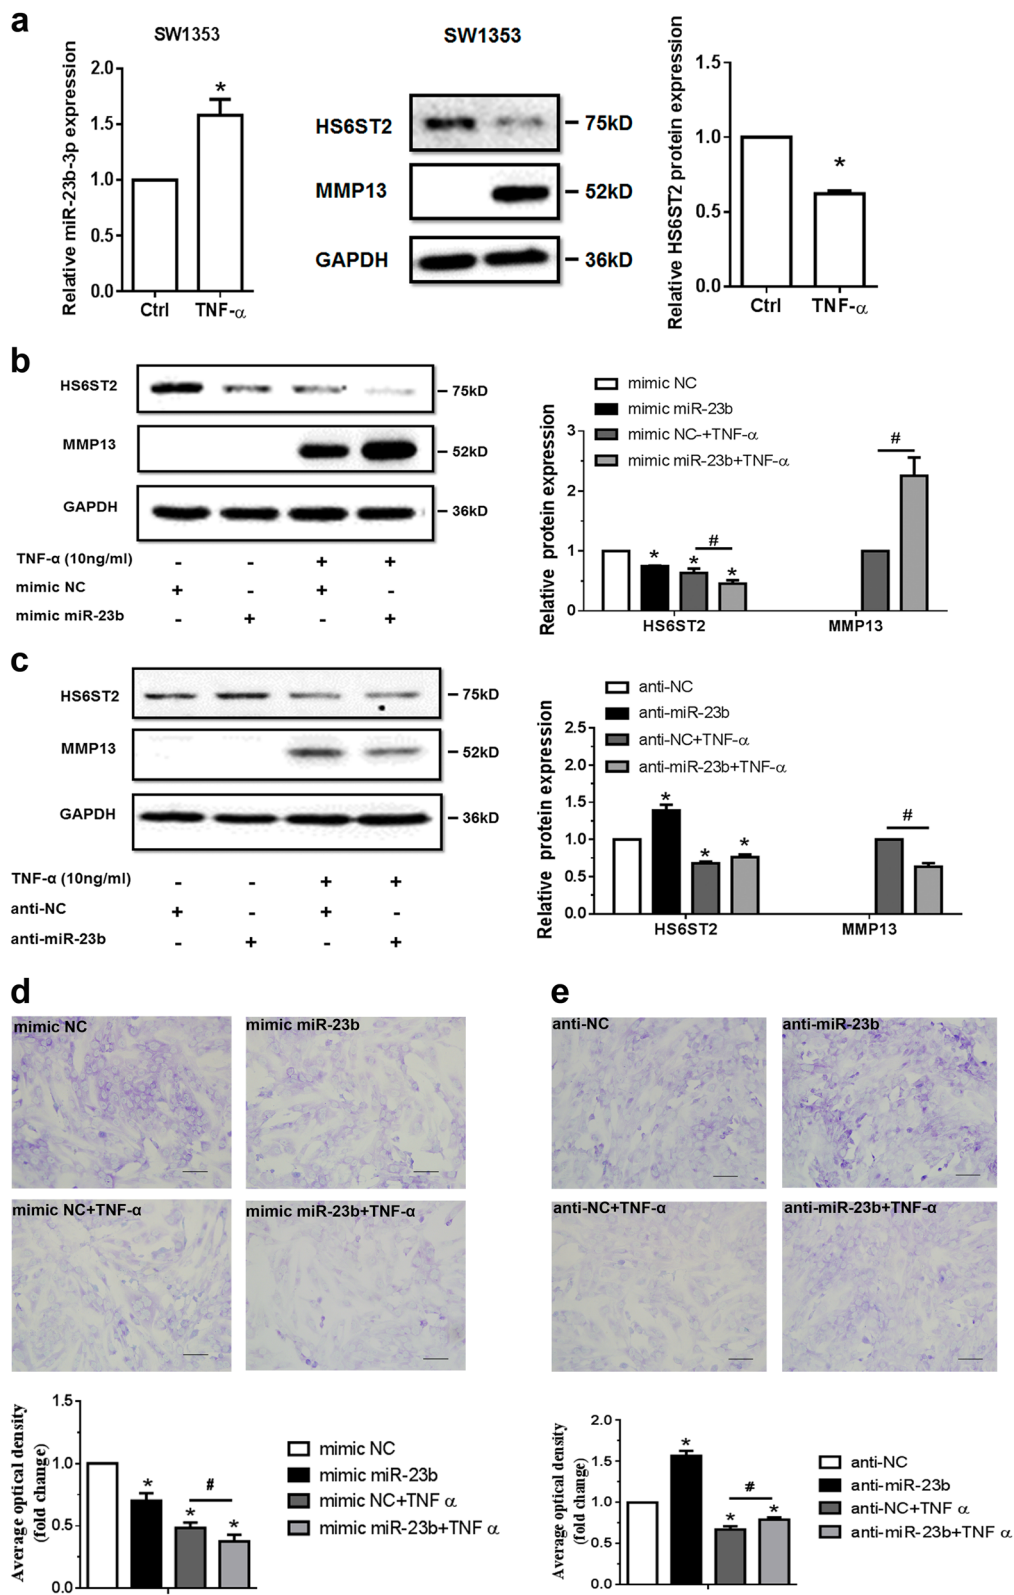 a
SW1353
Relative miR-23b-3p expression
2.0
1.5
1.0
0.5
0.0
*
Ctrl TNF-α
SW1353
HS6ST2 75kD
MMP13 52kD
GAPDH 36kD
Relative HS6ST2 protein expression
1.5
1.0
0.5
0.0
*
Ctrl TNF-α
b
HS6ST2 75kD
MMP13 52kD
GAPDH 36kD
TNF-α (10ng/ml) - - + +
mimic NC + - + -
mimic miR-23b - + - +
mimic NC
mimic miR-23b
mimic NC-+TNF-α
mimic miR-23b+TNF-α
Relative protein expression
3
2
1
0
* * # * #
HS6ST2 MMP13
c
HS6ST2 75kD
MMP13 52kD
GAPDH 36kD
TNF-α (10ng/ml) - - + +
anti-NC + - + -
anti-miR-23b - + - +
anti-NC
anti-miR-23b
anti-NC+TNF-α
anti-miR-23b+TNF-α
Relative protein expression
2.5
2.0
1.5
1.0
0.5
0.0
* * * #
HS6ST2 MMP13
d
mimic NC mimic miR-23b
mimic NC+TNF-α mimic miR-23b+TNF-α
Average optical density
(fold change)
1.5
1.0
0.5
0.0
* * # *
mimic NC
mimic miR-23b
mimic NC+TNF α
mimic miR-23b+TNF α
e
anti-NC anti-miR-23b
anti-NC+TNF-α anti-miR-23b+TNF-α
Average optical density
(fold change)
2.0
1.5
1.0
0.5
0.0
* * # *
anti-NC
anti-miR-23b
anti-NC+TNF α
anti-miR-23b+TNF α